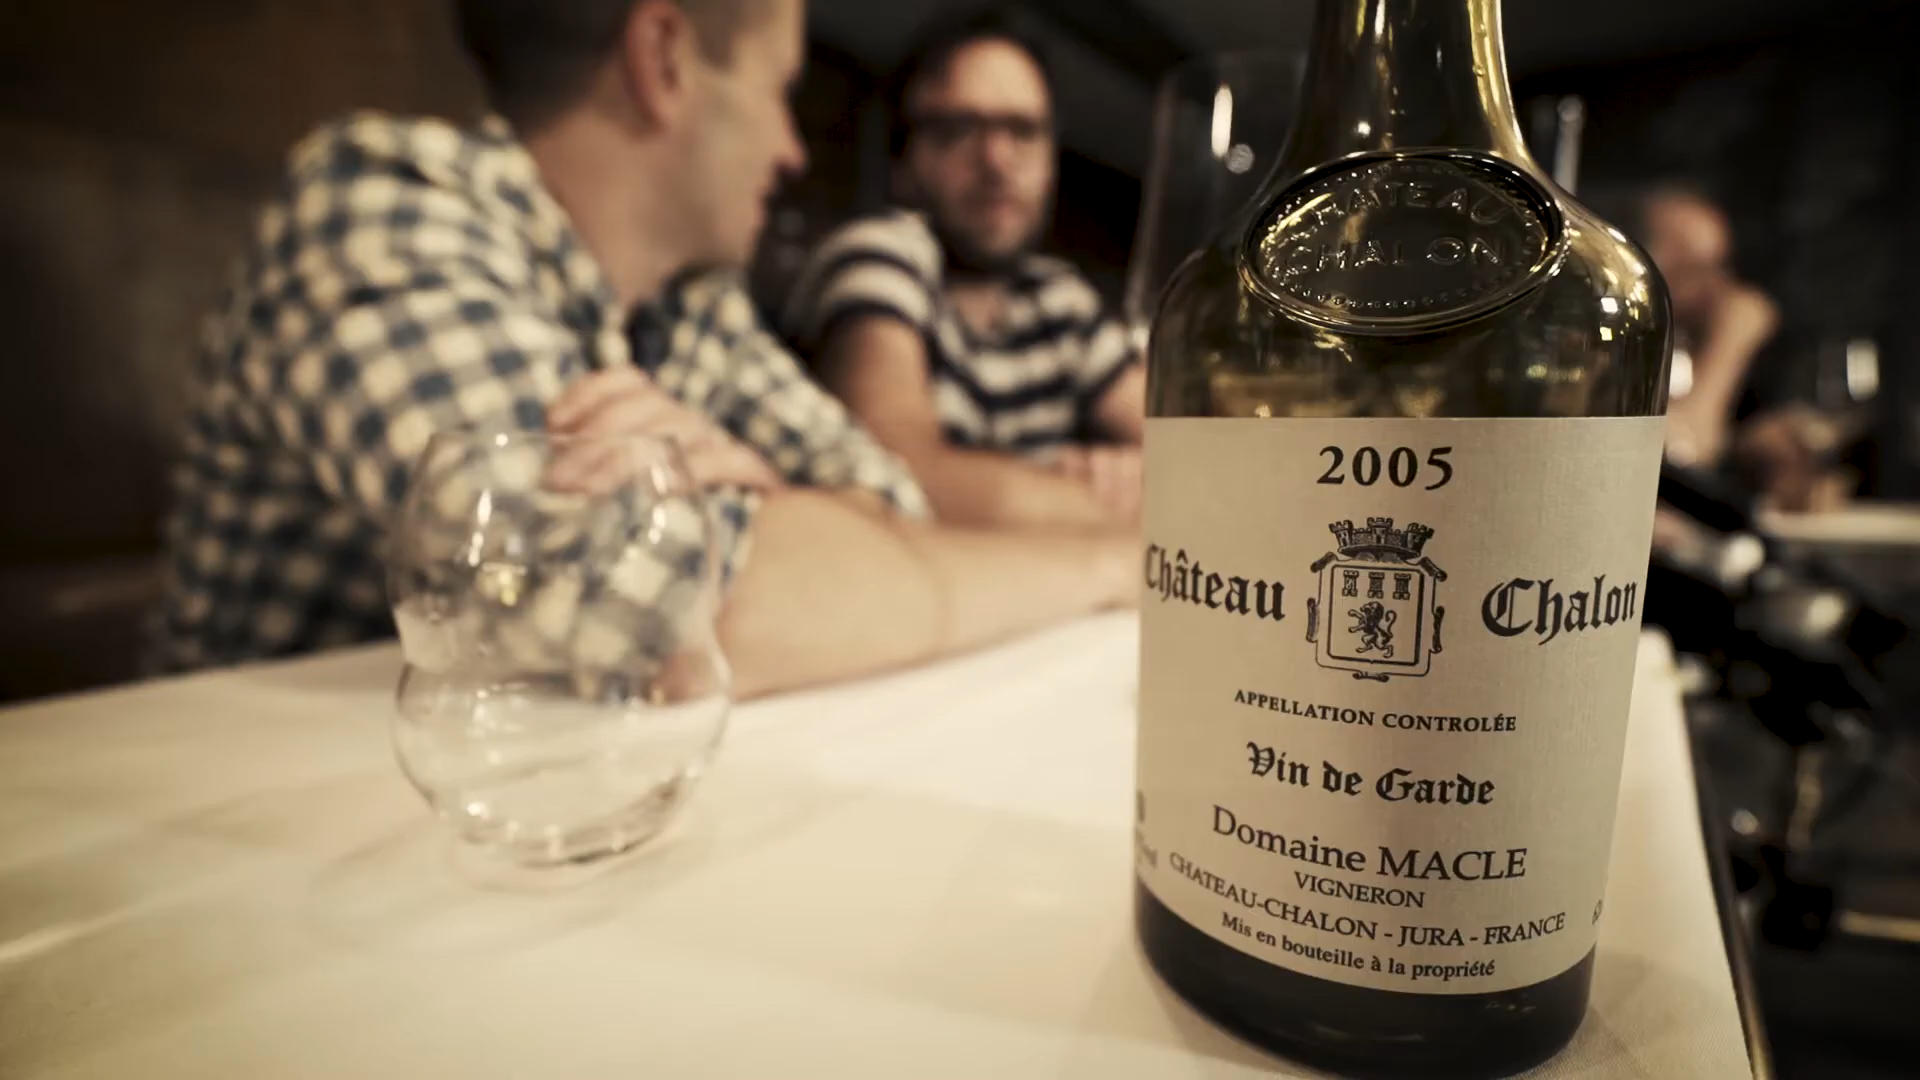 CHATEAU
CHALON
2005
Château Chalon
APPELLATION CONTROLÉE
Vin de Garde
Domaine MACLE
VIGNERON
CHATEAU-CHALON - JURA - FRANCE
Mis en bouteille à la propriété